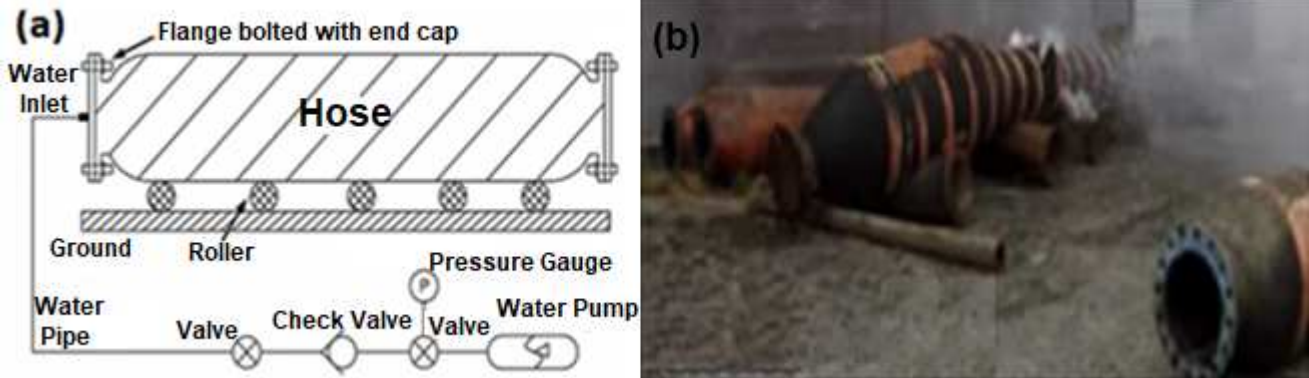 (a)
Flange bolted with end cap
Water
Inlet
Hose
Ground
Roller
Pressure Gauge
P
Water Pump
Water
Pipe
Valve
Check Valve
Valve
(b)